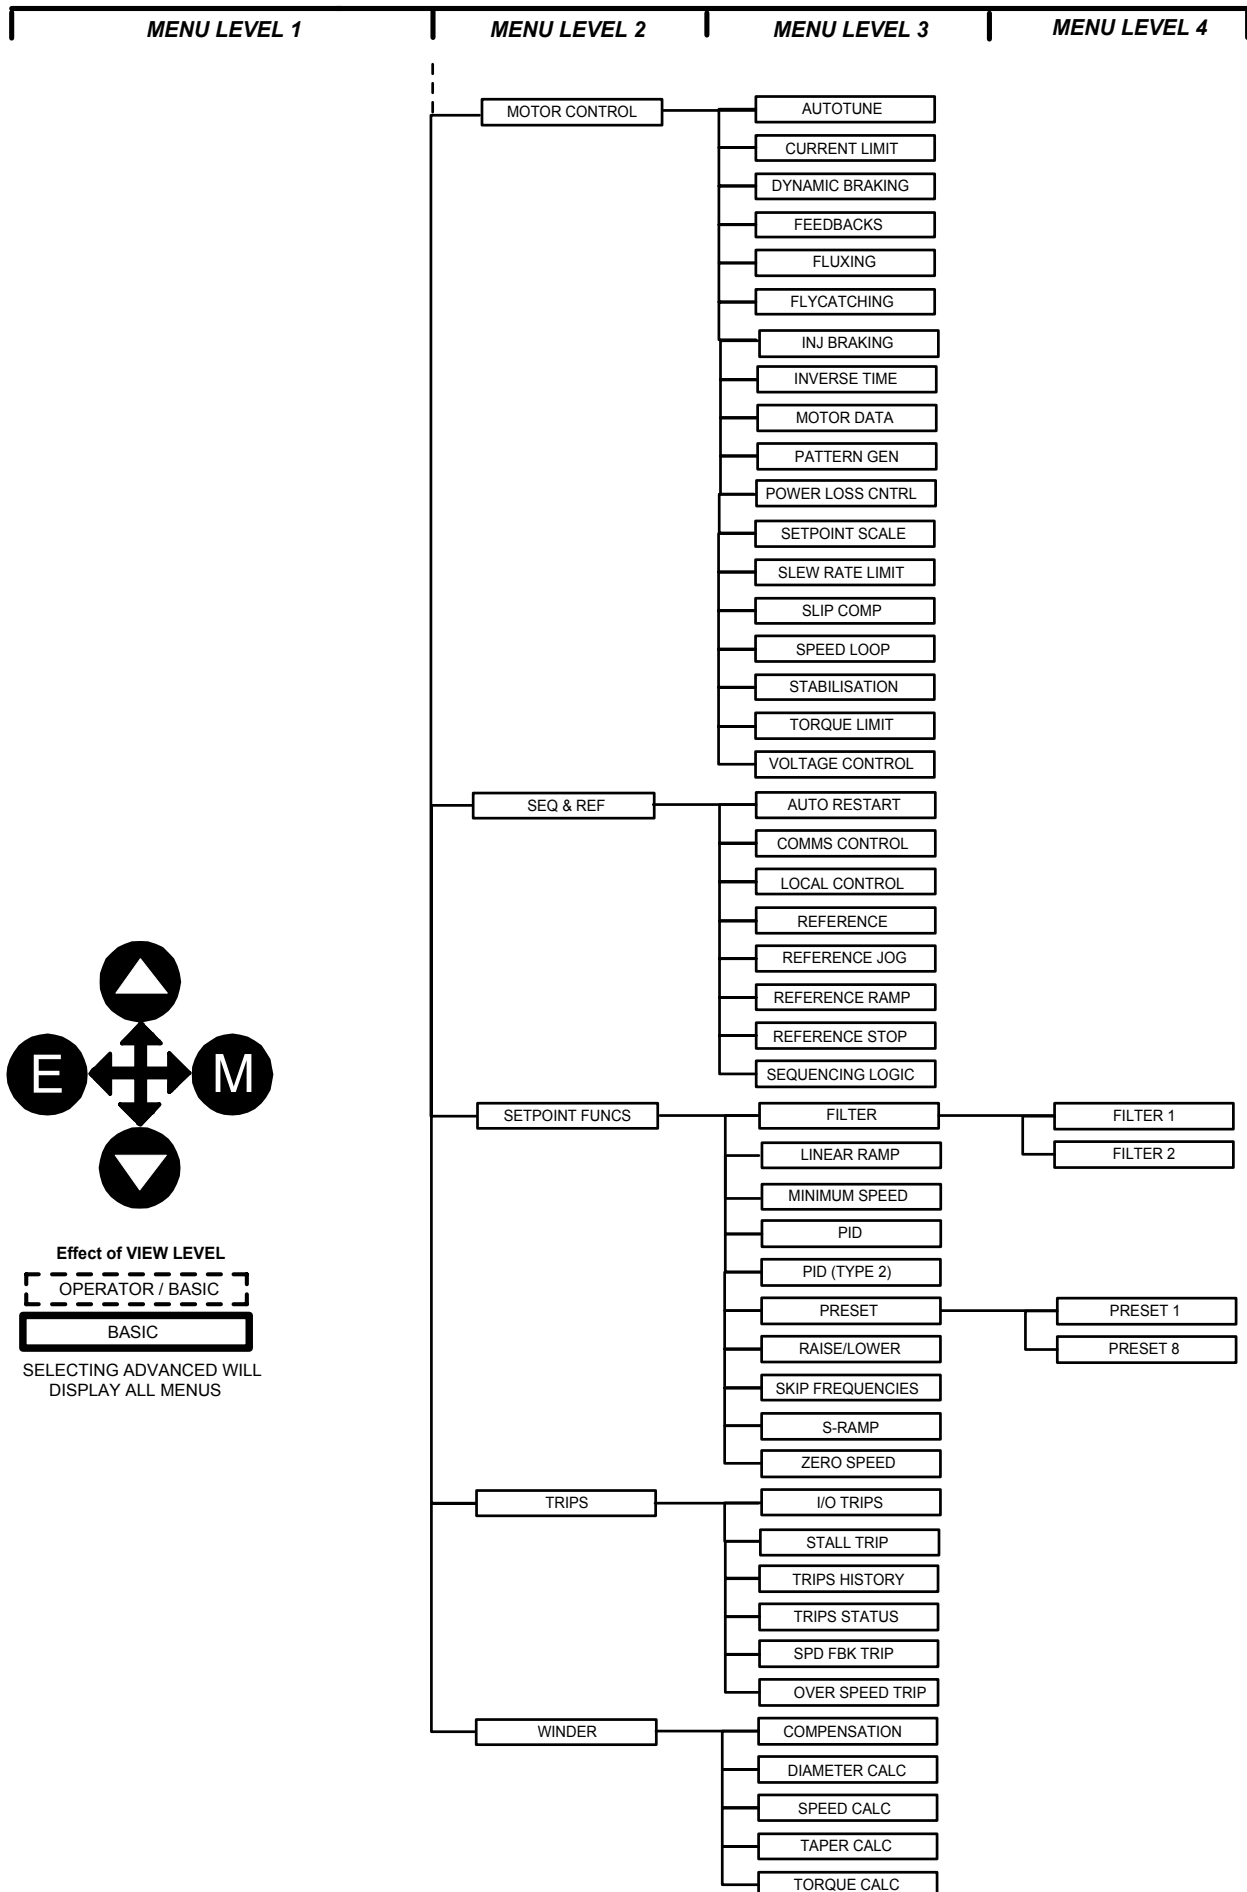 MENU LEVEL 1
MENU LEVEL 2
MENU LEVEL 3
MENU LEVEL 4
MOTOR CONTROL
AUTOTUNE
CURRENT LIMIT
DYNAMIC BRAKING
FEEDBACKS
FLUXING
FLYCATCHING
INJ BRAKING
INVERSE TIME
MOTOR DATA
PATTERN GEN
POWER LOSS CNTRL
SETPOINT SCALE
SLEW RATE LIMIT
SLIP COMP
SPEED LOOP
STABILISATION
TORQUE LIMIT
VOLTAGE CONTROL
SEQ & REF
AUTO RESTART
COMMS CONTROL
LOCAL CONTROL
REFERENCE
REFERENCE JOG
REFERENCE RAMP
REFERENCE STOP
SEQUENCING LOGIC
SETPOINT FUNCS
FILTER
FILTER 1
FILTER 2
LINEAR RAMP
MINIMUM SPEED
PID
PID (TYPE 2)
PRESET
PRESET 1
PRESET 8
RAISE/LOWER
SKIP FREQUENCIES
S-RAMP
ZERO SPEED
TRIPS
I/O TRIPS
STALL TRIP
TRIPS HISTORY
TRIPS STATUS
SPD FBK TRIP
OVER SPEED TRIP
WINDER
COMPENSATION
DIAMETER CALC
SPEED CALC
TAPER CALC
TORQUE CALC
E
M
Effect of VIEW LEVEL
OPERATOR / BASIC
BASIC
SELECTING ADVANCED WILL
DISPLAY ALL MENUS